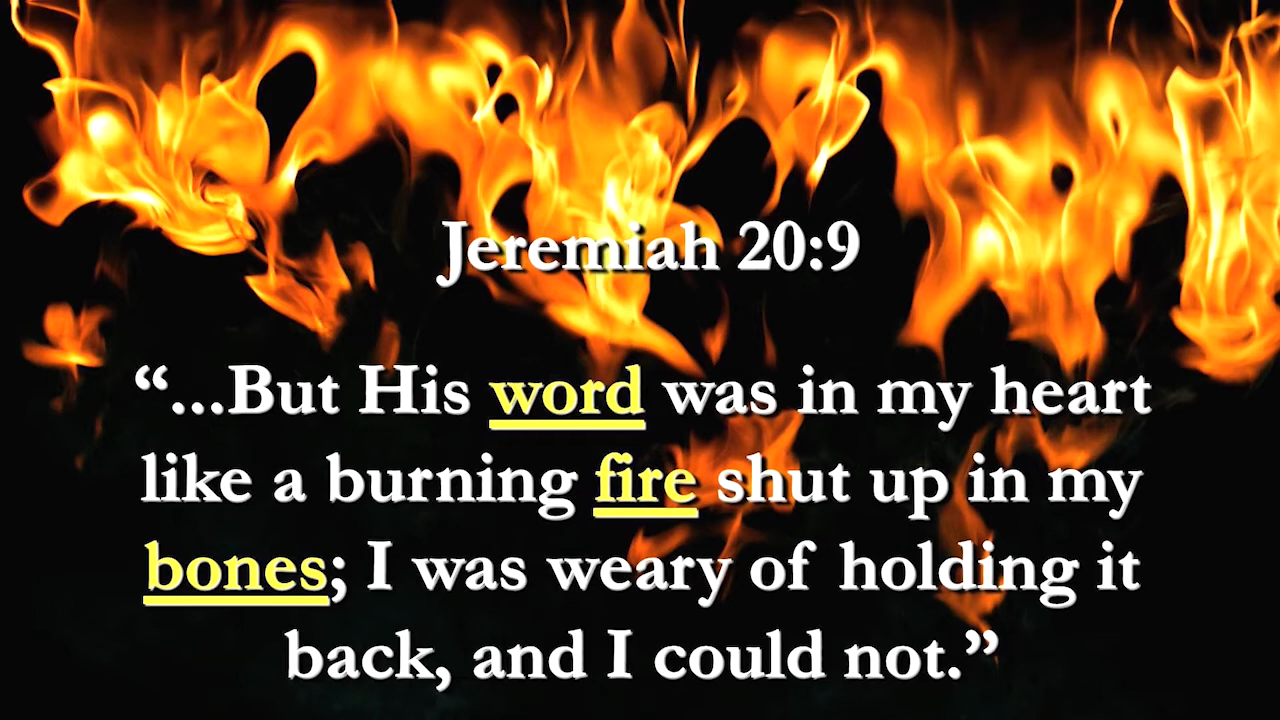 Jeremiah 20:9
“...But His word was in my heart
like a burning fire shut up in my
bones; I was weary of holding it
back, and I could not.”